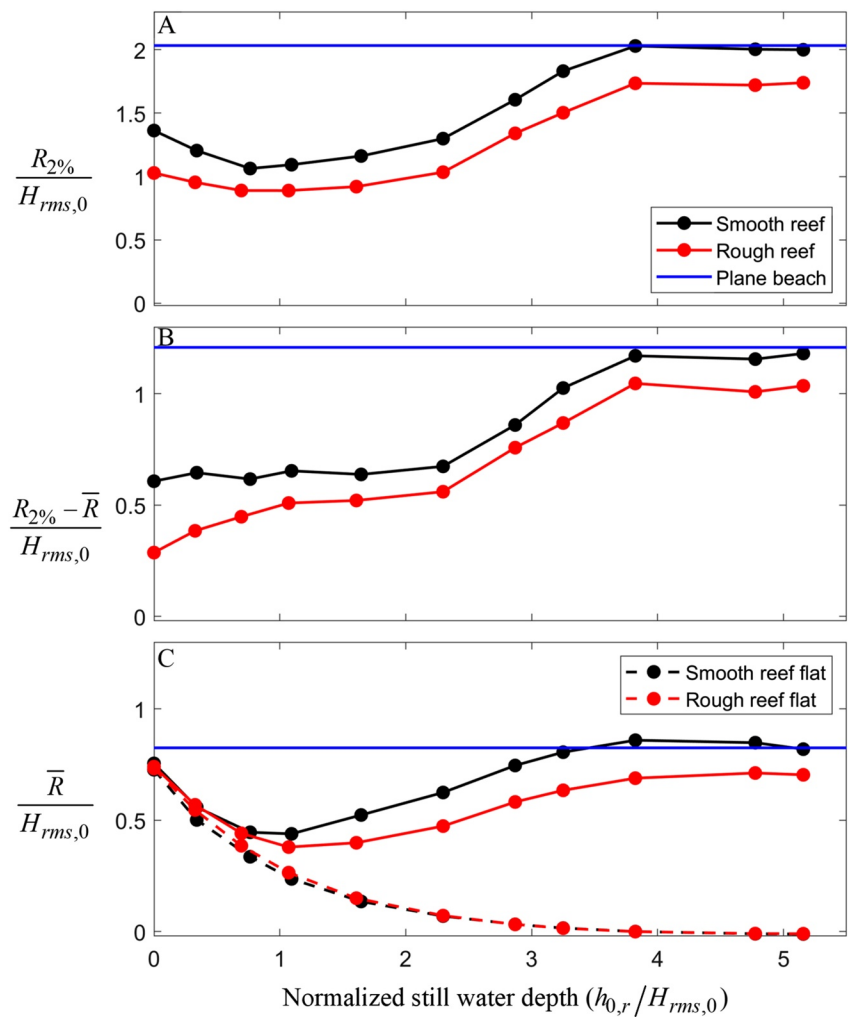 A
2
1.5
1
0.5
0
R2%
Hrms,0
Smooth reef
Rough reef
Plane beach
B
1
0.5
0
R2% – R̅
Hrms,0
C
1
0.5
0
R̅
Hrms,0
Smooth reef flat
Rough reef flat
0 1 2 3 4 5
Normalized still water depth (h0,r/Hrms,0)